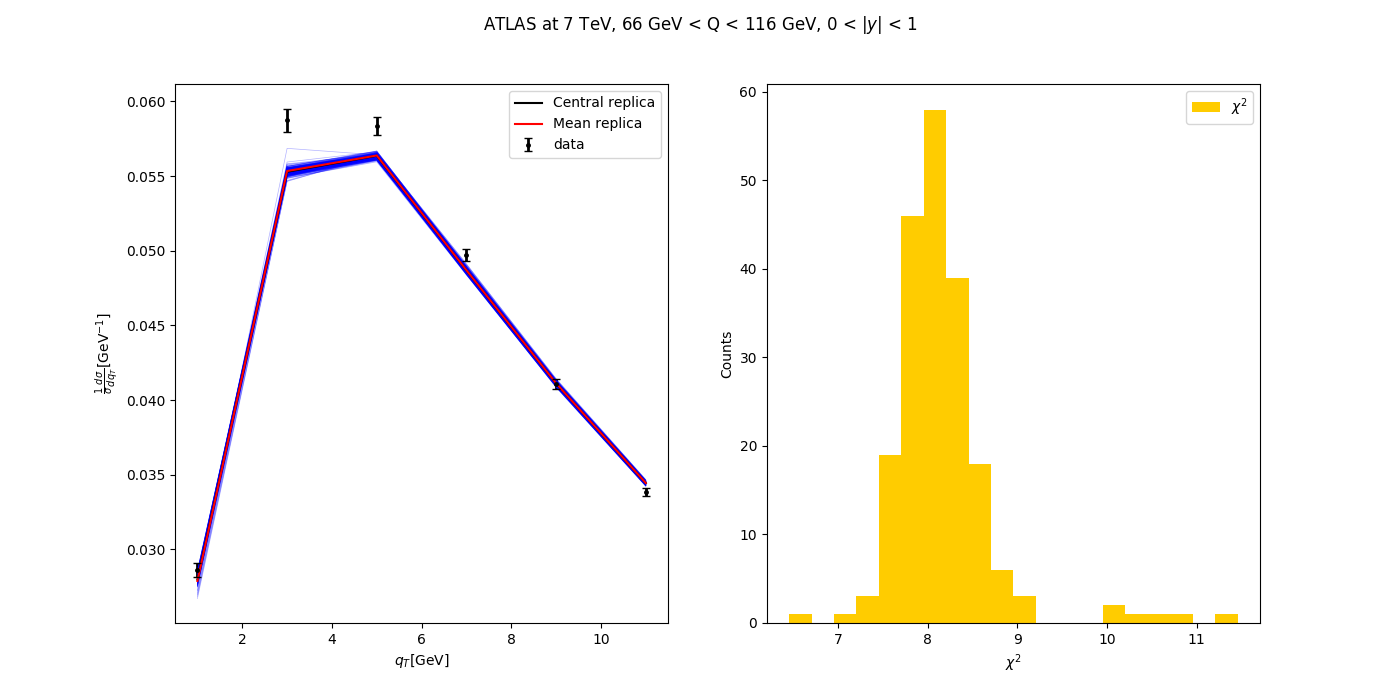 ATLAS at 7 TeV, 66 GeV < Q < 116 GeV, 0 < |y| < 1
0.060
0.055
0.050
0.045
0.040
0.035
0.030
1/σ dσ/dq_T [GeV⁻¹]
Central replica
Mean replica
data
2 4 6 8 10
q_T[GeV]
60
50
40
30
20
10
0
Counts
χ²
7 8 9 10 11
χ²